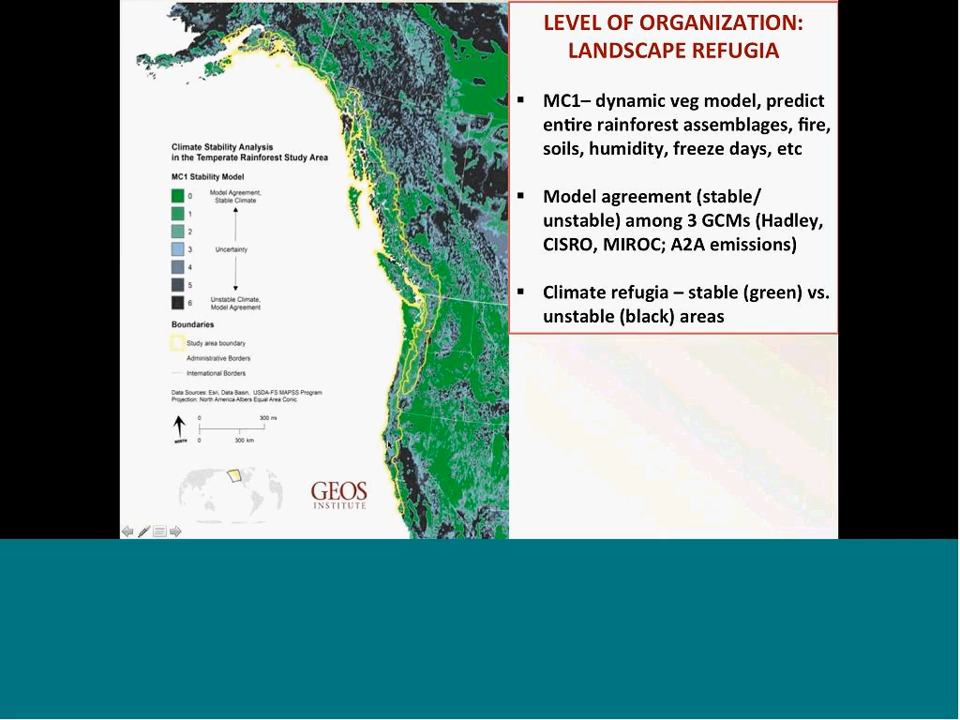 LEVEL OF ORGANIZATION:
LANDSCAPE REFUGIA
▪ MC1– dynamic veg model, predict
entire rainforest assemblages, fire,
soils, humidity, freeze days, etc
▪ Model agreement (stable/
unstable) among 3 GCMs (Hadley,
CISRO, MIROC; A2A emissions)
▪ Climate refugia – stable (green) vs.
unstable (black) areas
Climate Stability Analysis
in the Temperate Rainforest Study Area
MC1 Stability Model
0 Model Agreement,
Stable Climate
1
2
3 Uncertainty
4
5
6 Unstable Climate,
Model Agreement
Boundaries
Study area boundary
Administrative Borders
International Borders
Data Sources: Esri, Data Basin, USDA-FS MAPSS Program
Projection: North America Albers Equal Area Conic
NORTH
0 300 mi
0 300 km
GEOS
INSTITUTE